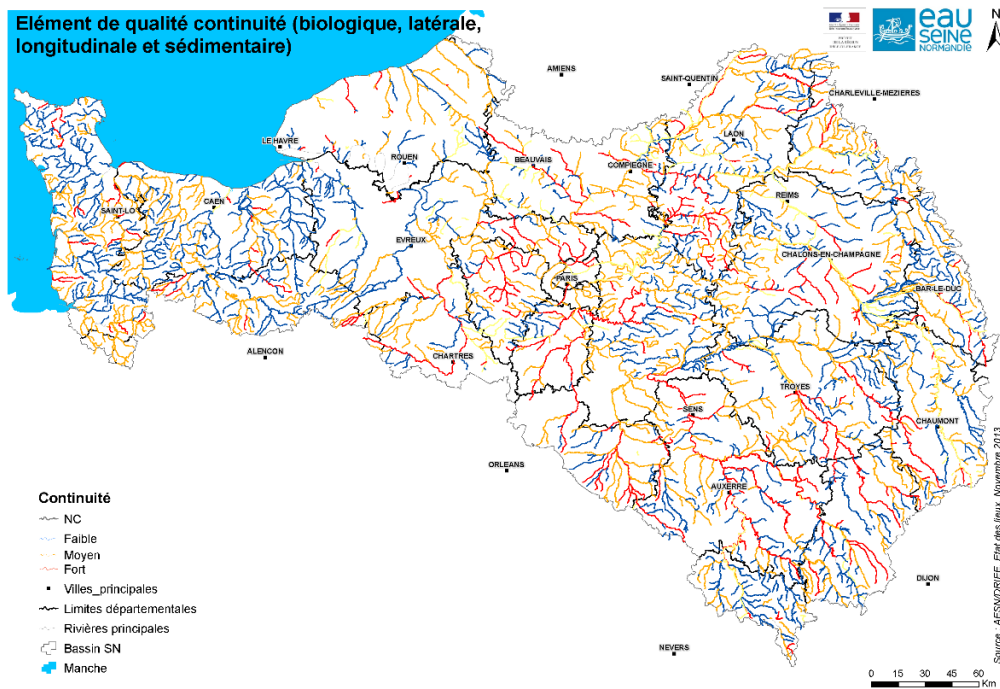 Elément de qualité continuité (biologique, latérale,
longitudinale et sédimentaire)
eau
SEINE
NORMANDIE
N
AMIENS
SAINT-QUENTIN
CHARLEVILLE-MEZIERES
LE HAVRE
ROUEN
BEAUVAIS
COMPIEGNE
LAON
REIMS
SAINT-LO
CAEN
EVREUX
PARIS
CHALONS-EN-CHAMPAGNE
BAR-LE-DUC
ALENCON
CHARTRES
TROYES
SENS
CHAUMONT
ORLEANS
AUXERRE
DIJON
NEVERS
Continuité
NC
Faible
Moyen
Fort
Villes_principales
Limites départementales
Rivières principales
Bassin SN
Manche
0 15 30 45 60
Km
Source : AESN/DRIEE, Etat des lieux, Novembre 2013